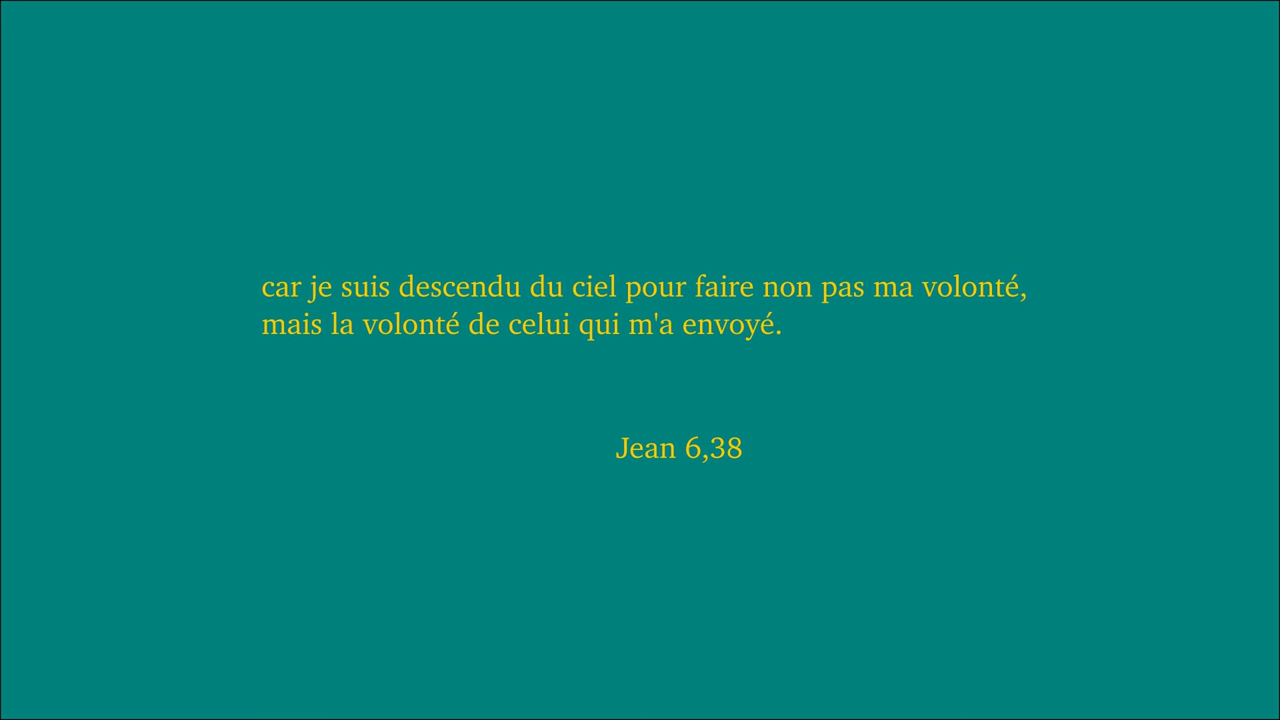 car je suis descendu du ciel pour faire non pas ma volonté,
mais la volonté de celui qui m'a envoyé.
Jean 6,38